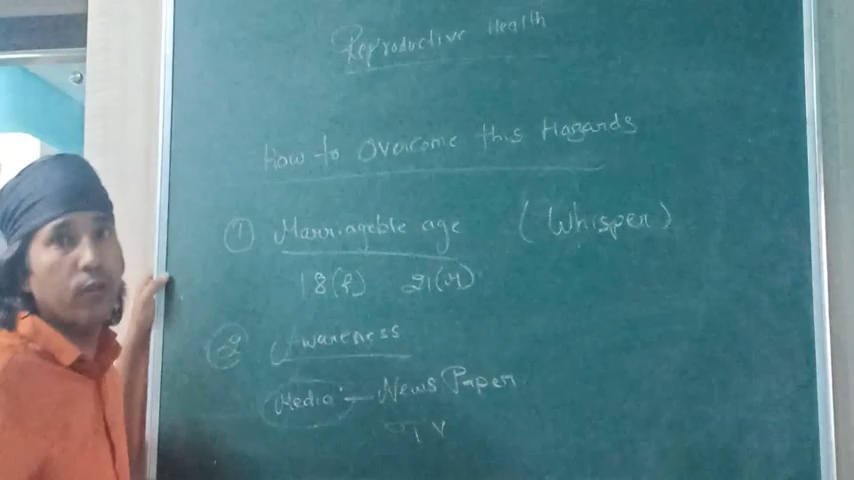 Reproductive Health
How to Overcome this Hazards
① Marriageble age (Whisper)
18(f) 21(M)
② Awareness
Media - News Paper
T V